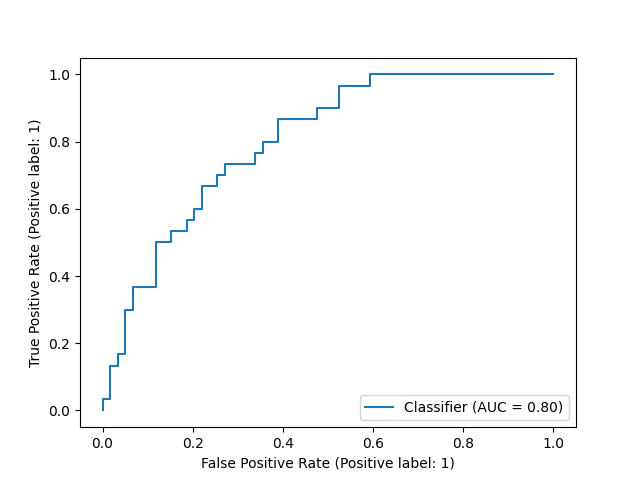 1.0
0.8
0.6
0.4
0.2
0.0
True Positive Rate (Positive label: 1)
Classifier (AUC = 0.80)
0.0 0.2 0.4 0.6 0.8 1.0
False Positive Rate (Positive label: 1)